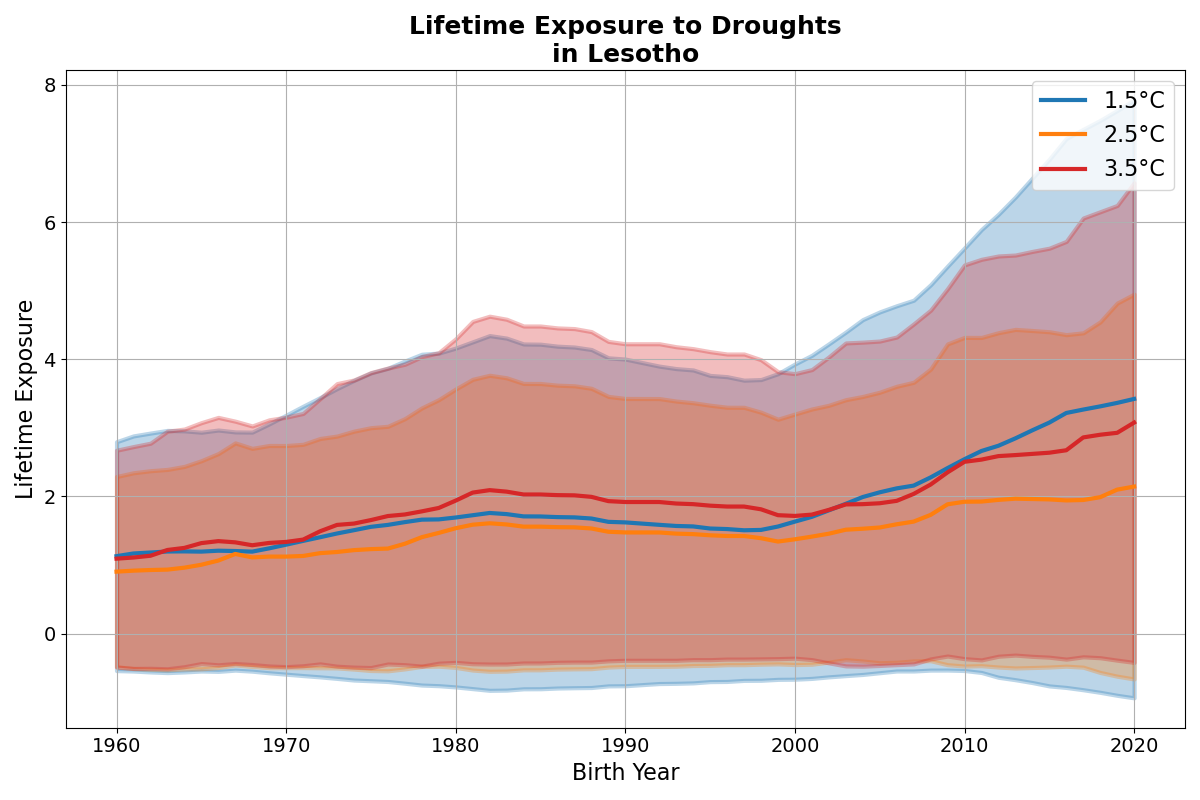 Lifetime Exposure to Droughts
in Lesotho
1.5°C
2.5°C
3.5°C
Lifetime Exposure
8
6
4
2
0
1960
1970
1980
1990
2000
2010
2020
Birth Year